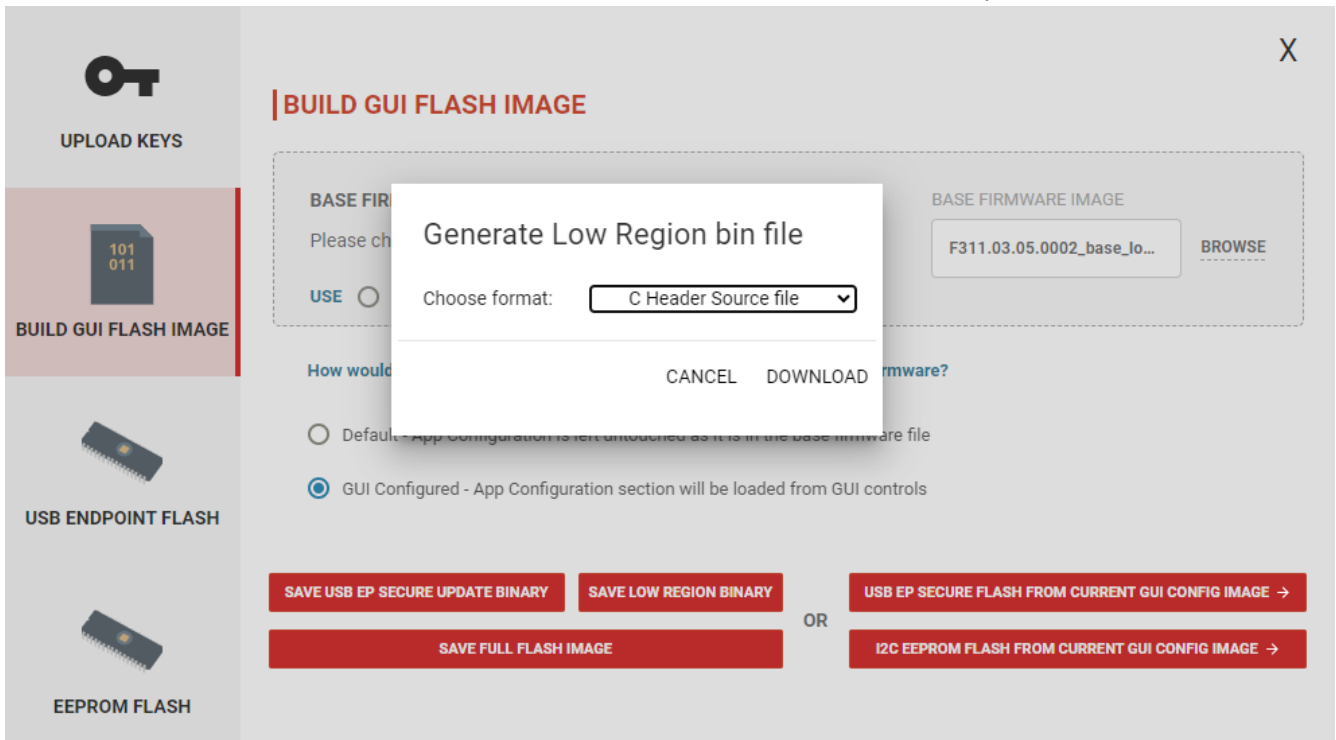 X
UPLOAD KEYS
101
011
BUILD GUI FLASH IMAGE
USB ENDPOINT FLASH
EEPROM FLASH
BUILD GUI FLASH IMAGE
BASE FIR
Please ch
USE
BASE FIRMWARE IMAGE
F311.03.05.0002_base_lo...
BROWSE
Generate Low Region bin file
Choose format: C Header Source file
CANCEL DOWNLOAD
How would rmware?
Default - App Configuration is left untouched as it is in the base firmware file
GUI Configured - App Configuration section will be loaded from GUI controls
SAVE USB EP SECURE UPDATE BINARY
SAVE LOW REGION BINARY
SAVE FULL FLASH IMAGE
OR
USB EP SECURE FLASH FROM CURRENT GUI CONFIG IMAGE →
I2C EEPROM FLASH FROM CURRENT GUI CONFIG IMAGE →